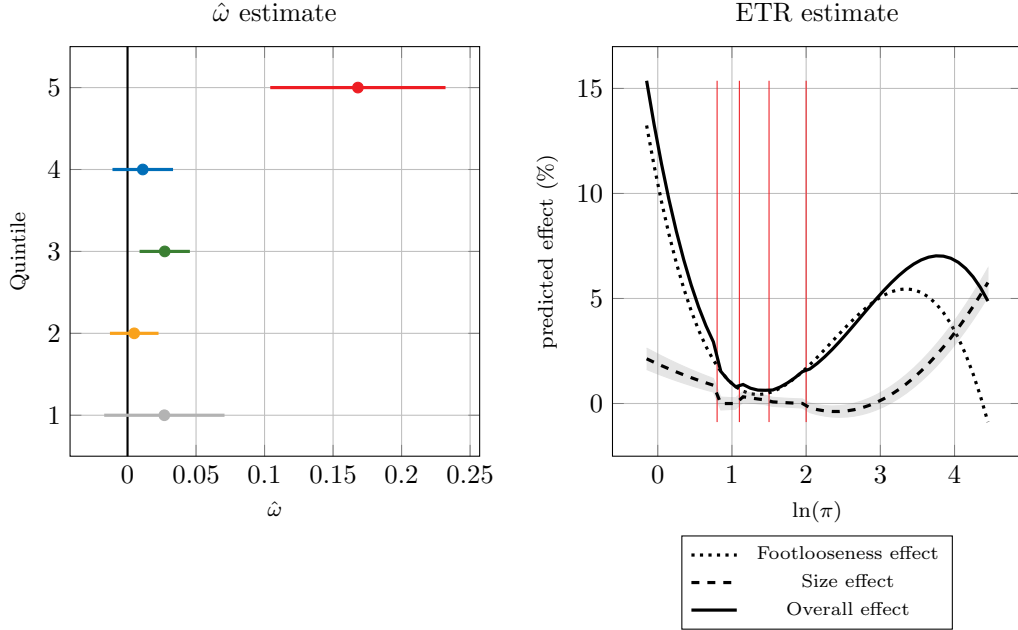 ω̂ estimate
5
4
3
2
1
Quintile
0
0.05
0.1
0.15
0.2
0.25
ω̂
ETR estimate
15
10
5
0
predicted effect (%)
0
1
2
3
4
ln(π)
Footlooseness effect
Size effect
Overall effect